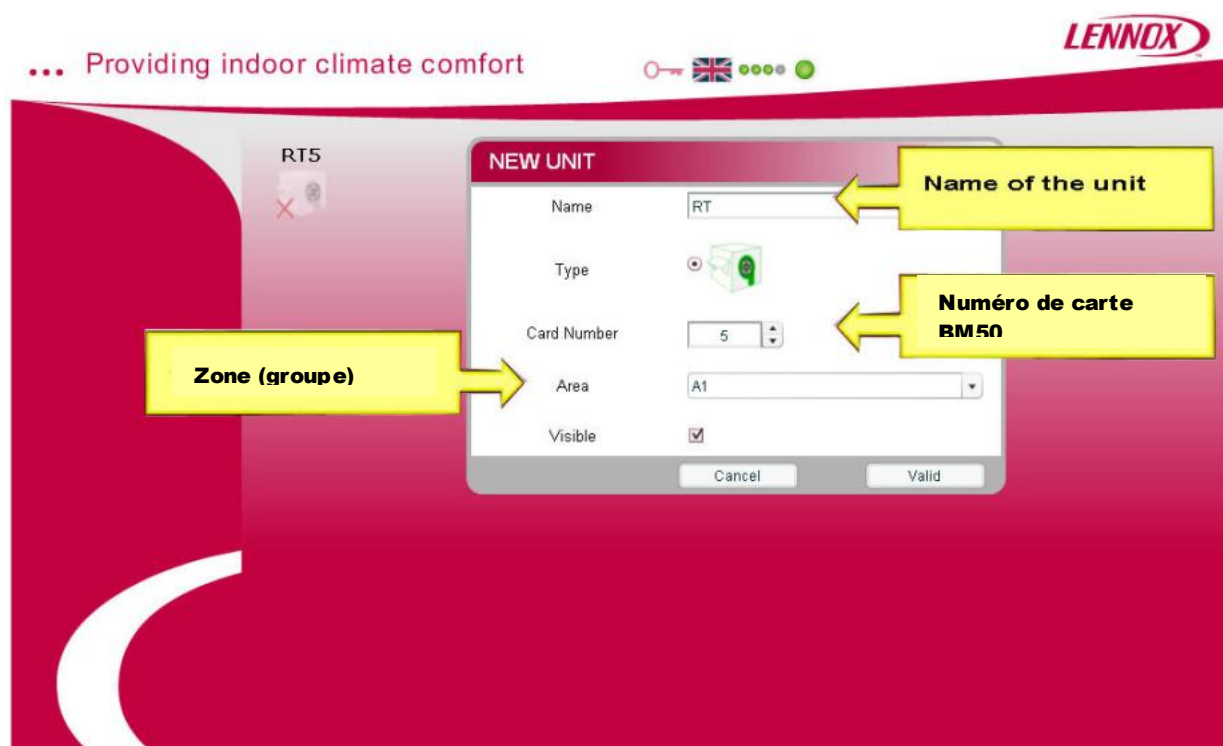 LENNOX
... Providing indoor climate comfort
RT5
NEW UNIT
Name
RT
Name of the unit
Type
Card Number
5
Numéro de carte
BM50
Zone (groupe)
Area
A1
Visible
Cancel
Valid